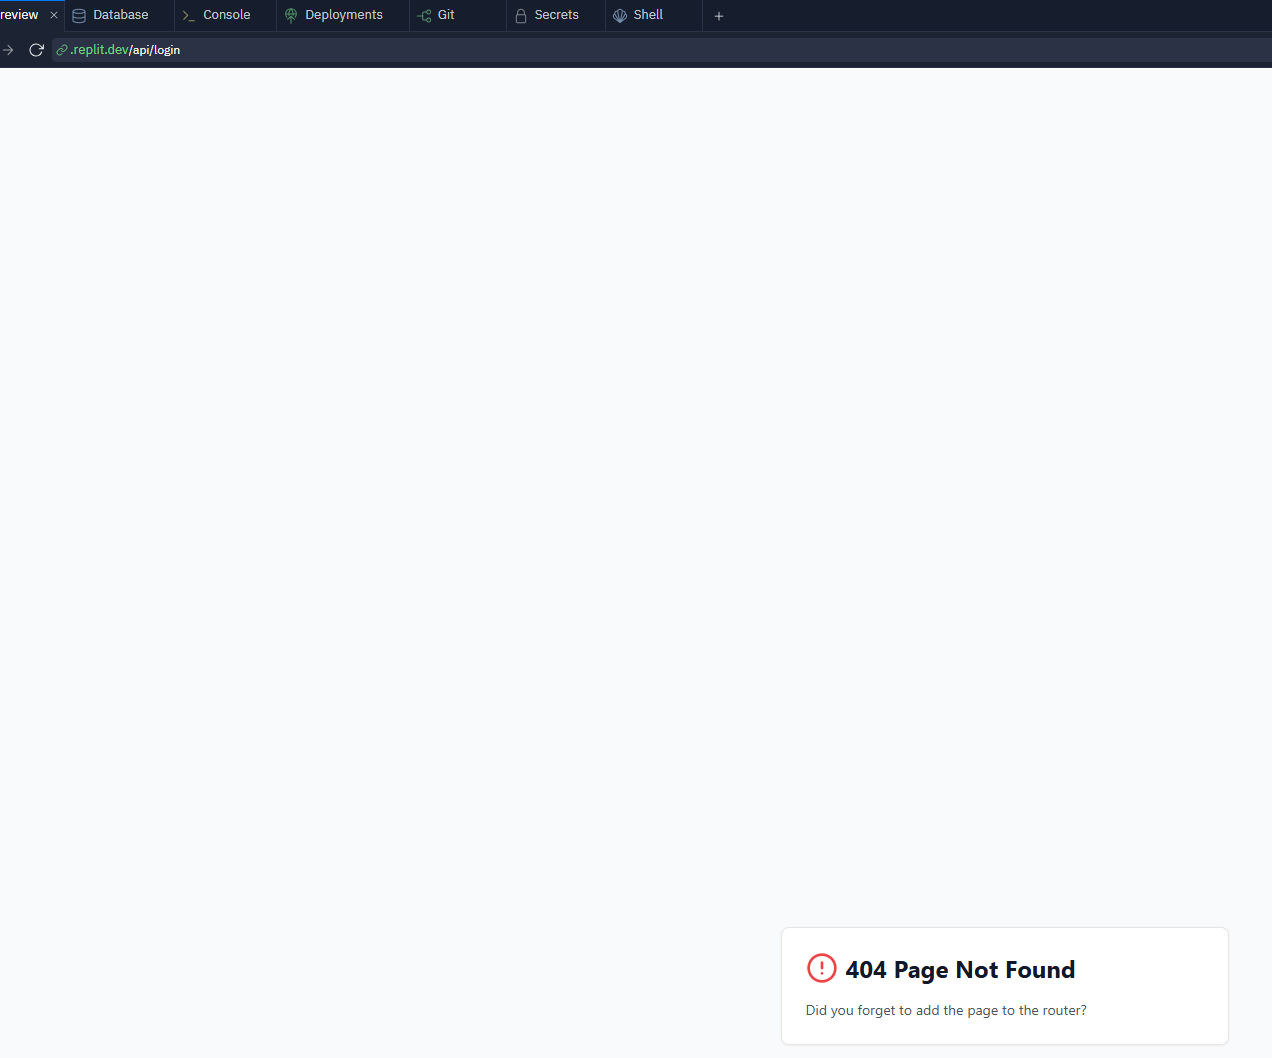 review Database Console Deployments Git Secrets Shell
.replit.dev/api/login
404 Page Not Found
Did you forget to add the page to the router?